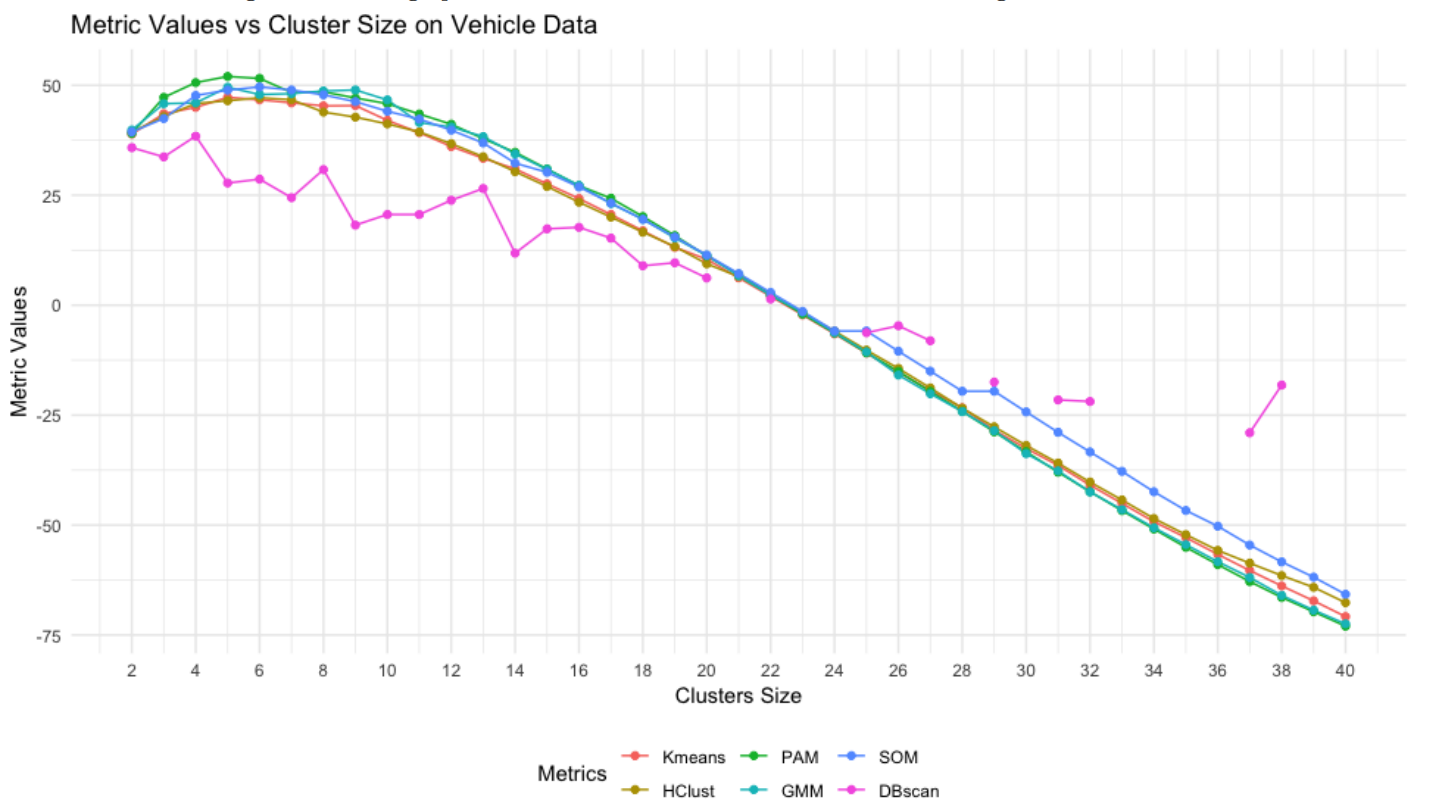 Metric Values vs Cluster Size on Vehicle Data
Metric Values
50
25
0
-25
-50
-75
2 4 6 8 10 12 14 16 18 20 22 24 26 28 30 32 34 36 38 40
Clusters Size
Metrics
Kmeans PAM SOM
HClust GMM DBscan